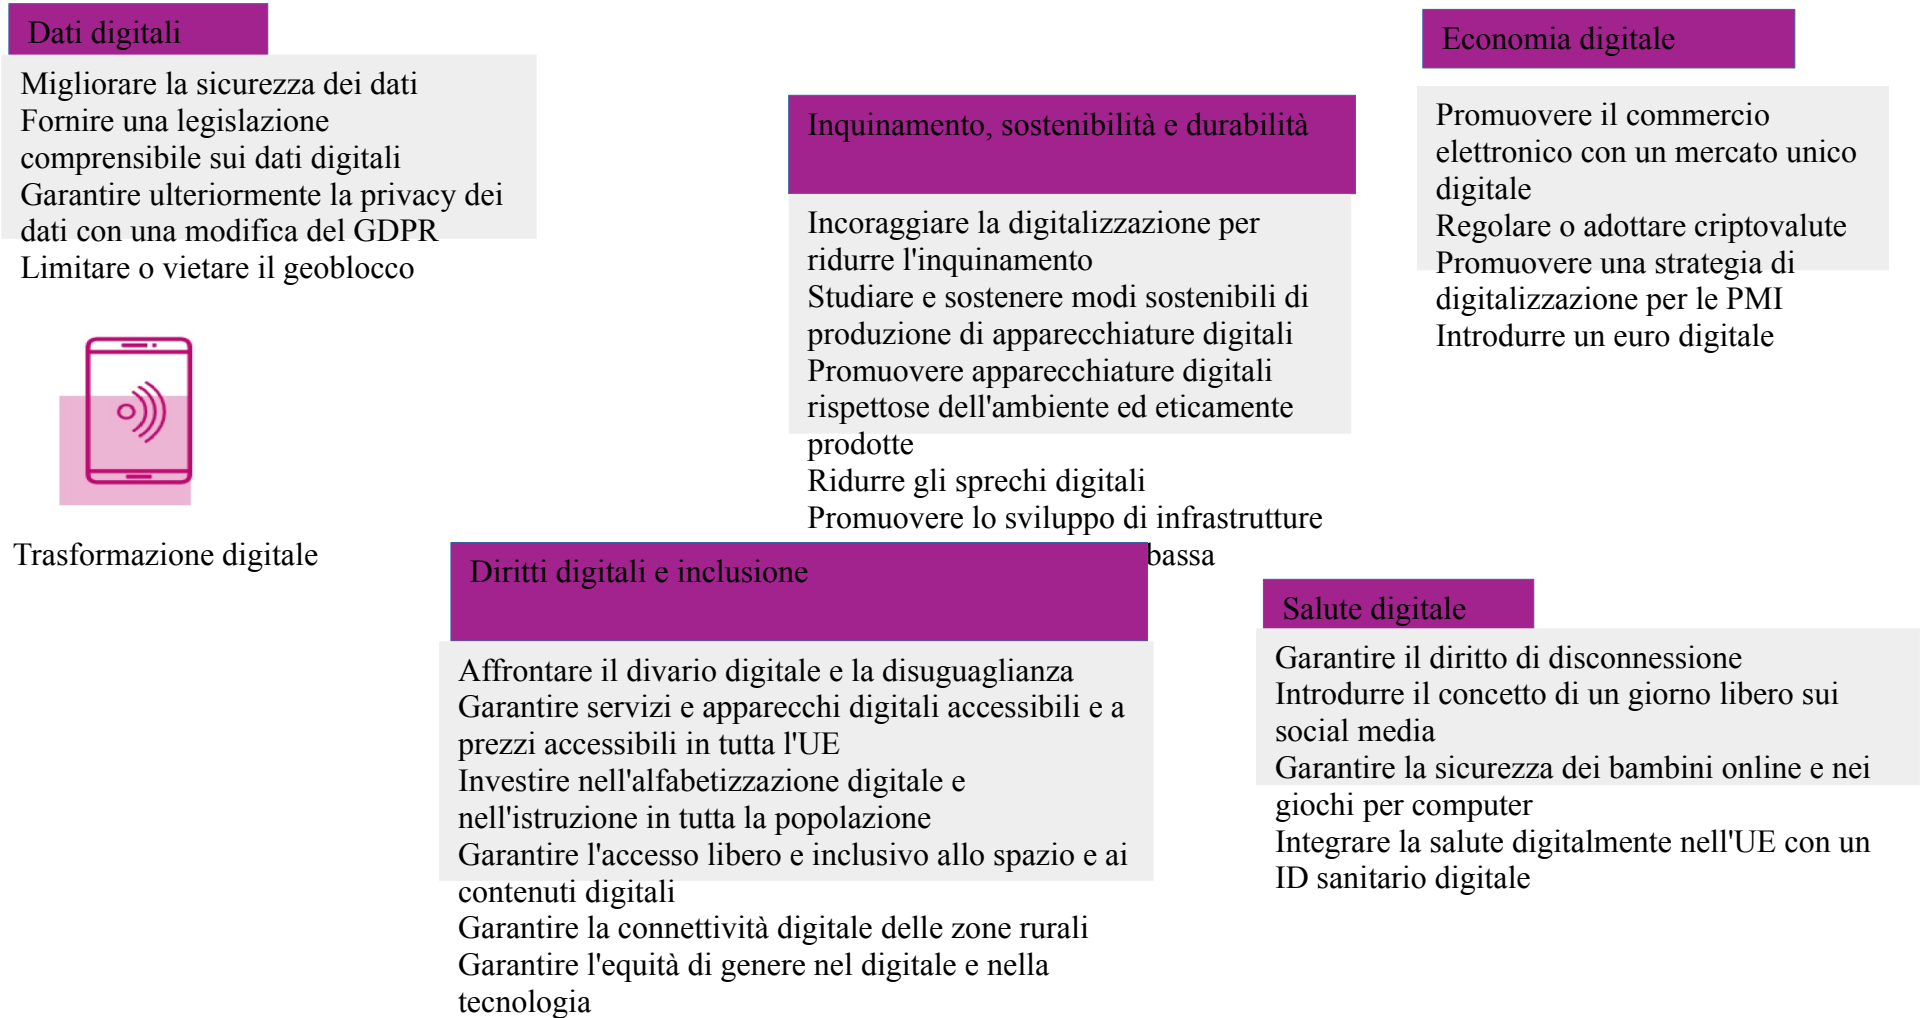 Dati digitali
Migliorare la sicurezza dei dati
Fornire una legislazione
comprensibile sui dati digitali
Garantire ulteriormente la privacy dei
dati con una modifica del GDPR
Limitare o vietare il geoblocco
Trasformazione digitale
Inquinamento, sostenibilità e durabilità
Incoraggiare la digitalizzazione per
ridurre l'inquinamento
Studiare e sostenere modi sostenibili di
produzione di apparecchiature digitali
Promuovere apparecchiature digitali
rispettose dell'ambiente ed eticamente
prodotte
Ridurre gli sprechi digitali
Promuovere lo sviluppo di infrastrutture
bassa
Economia digitale
Promuovere il commercio
elettronico con un mercato unico
digitale
Regolare o adottare criptovalute
Promuovere una strategia di
digitalizzazione per le PMI
Introdurre un euro digitale
Diritti digitali e inclusione
Affrontare il divario digitale e la disuguaglianza
Garantire servizi e apparecchi digitali accessibili e a
prezzi accessibili in tutta l'UE
Investire nell'alfabetizzazione digitale e
nell'istruzione in tutta la popolazione
Garantire l'accesso libero e inclusivo allo spazio e ai
contenuti digitali
Garantire la connettività digitale delle zone rurali
Garantire l'equità di genere nel digitale e nella
tecnologia
Salute digitale
Garantire il diritto di disconnessione
Introdurre il concetto di un giorno libero sui
social media
Garantire la sicurezza dei bambini online e nei
giochi per computer
Integrare la salute digitalmente nell'UE con un
ID sanitario digitale